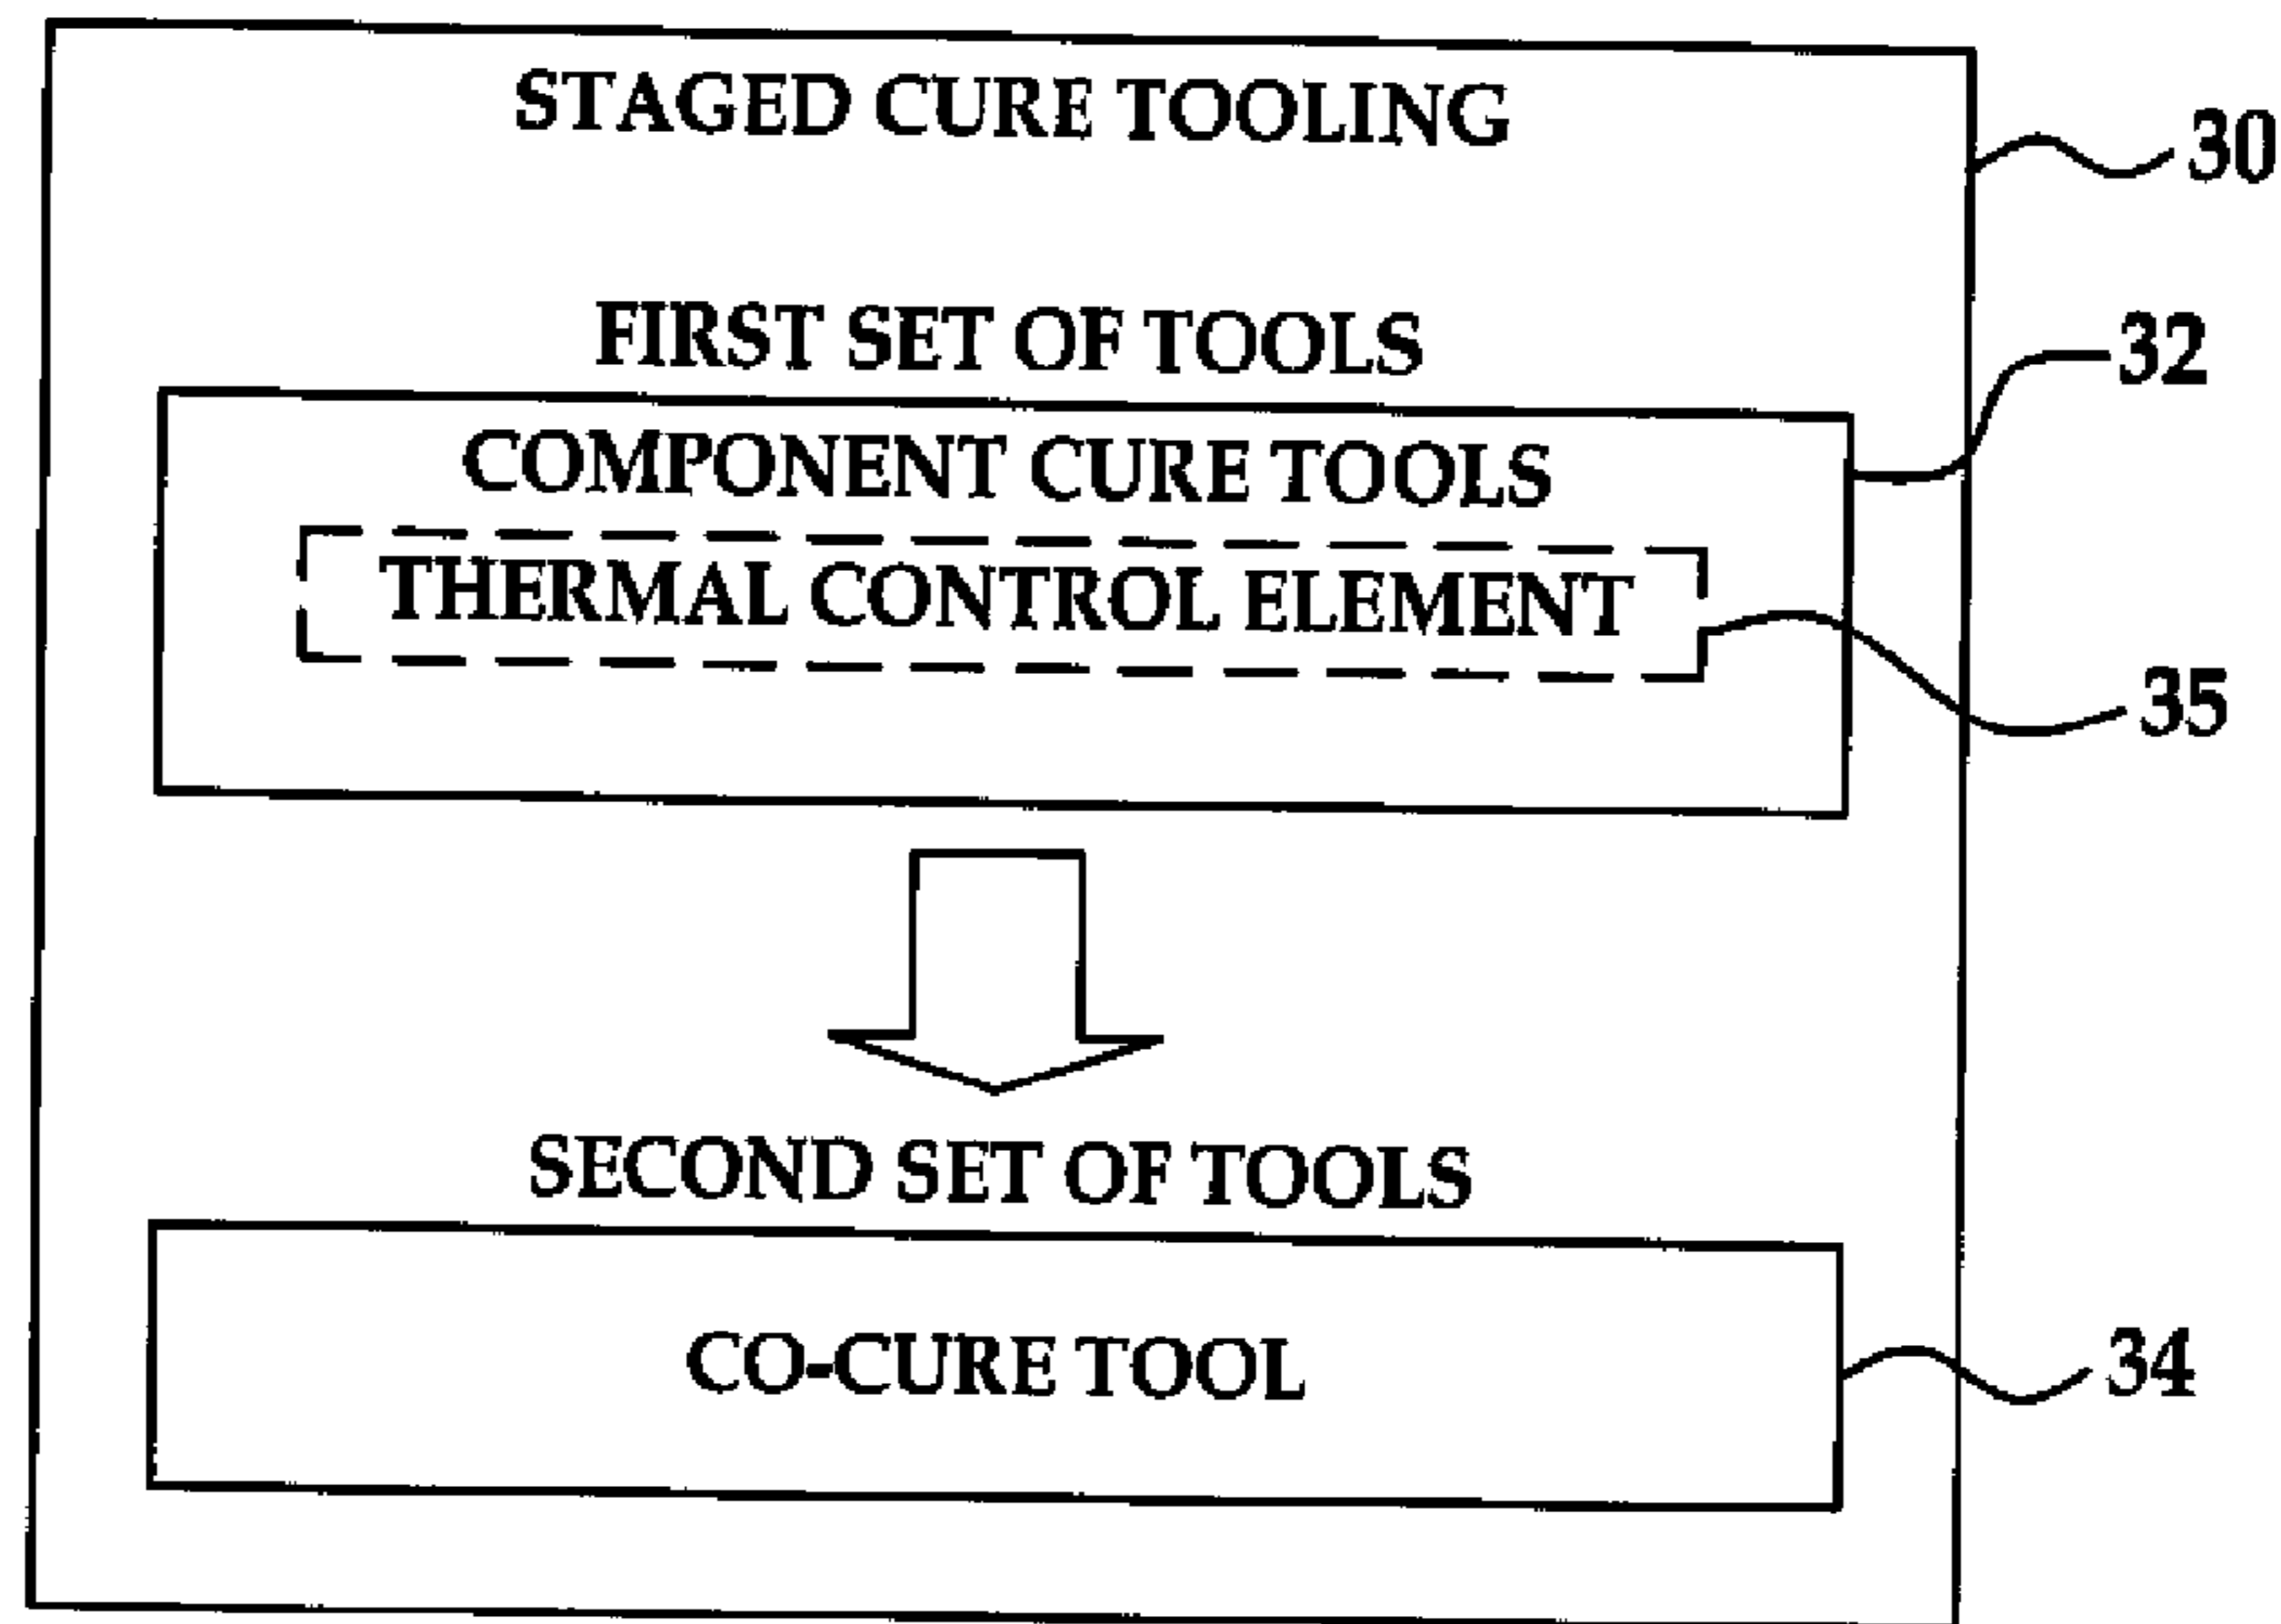 STAGED CURE TOOLING
30
FIRST SET OF TOOLS
32
COMPONENT CURE TOOLS
THERMAL CONTROL ELEMENT
35
SECOND SET OF TOOLS
CO-CURE TOOL
34